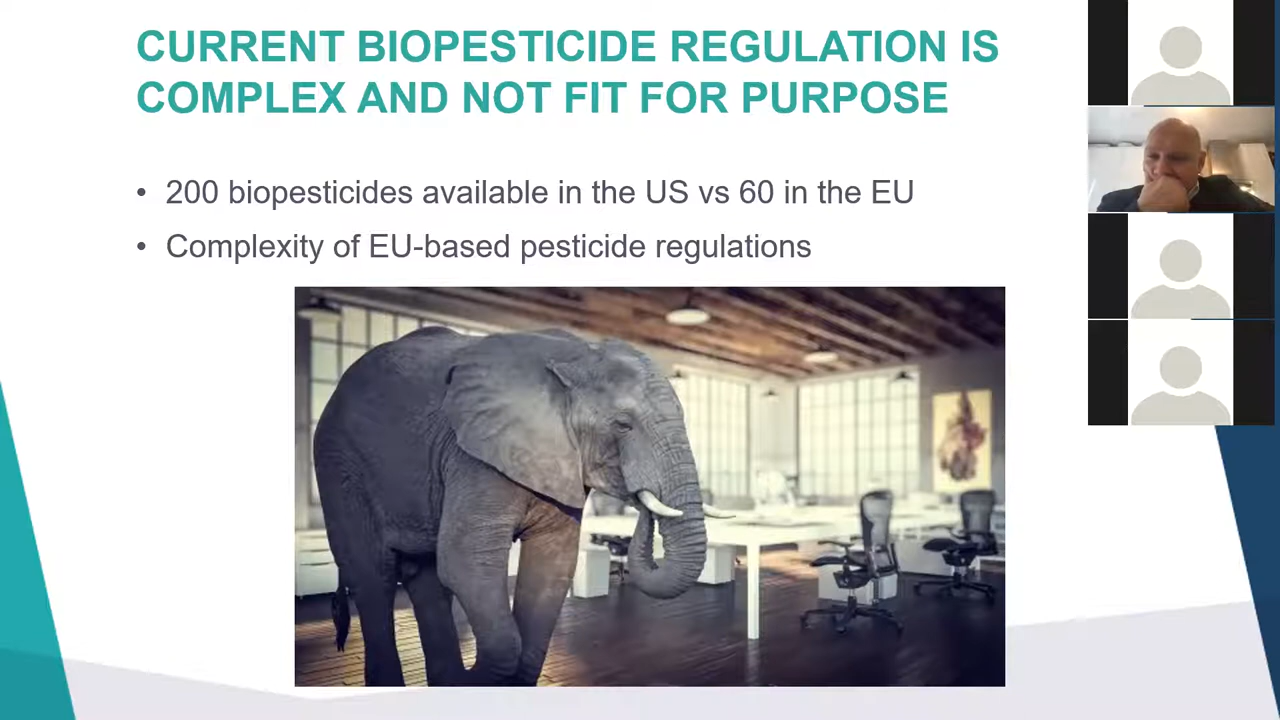 CURRENT BIOPESTICIDE REGULATION IS
COMPLEX AND NOT FIT FOR PURPOSE
• 200 biopesticides available in the US vs 60 in the EU
• Complexity of EU-based pesticide regulations